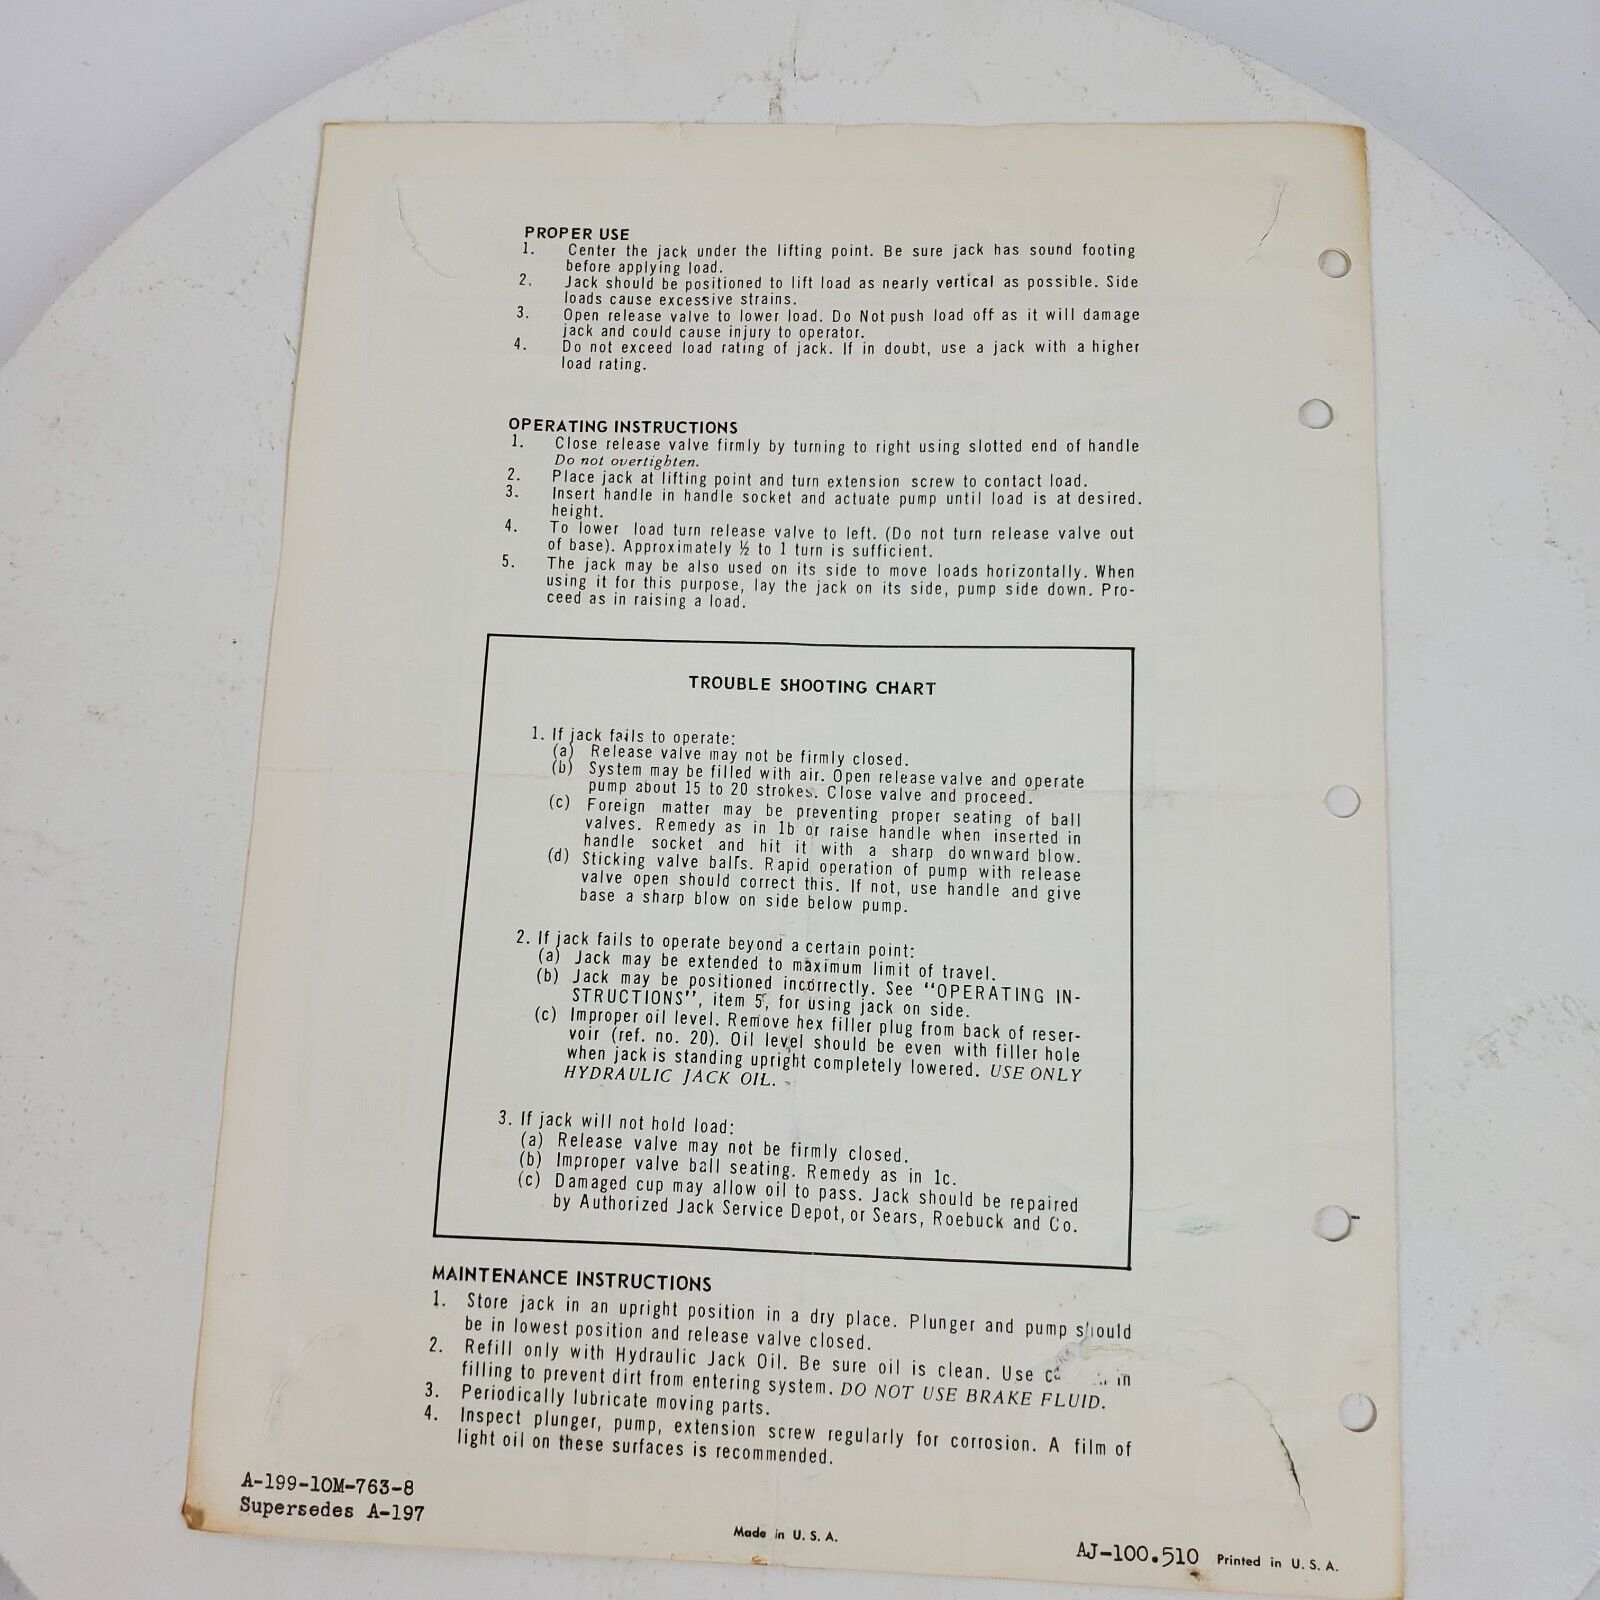 PROPER USE
1. Center the jack under the lifting point. Be sure jack has sound footing
before applying load.
2. Jack should be positioned to lift load as nearly vertical as possible. Side
loads cause excessive strains.
3. Open release valve to lower load. Do Not push load off as it will damage
jack and could cause injury to operator.
4. Do not exceed load rating of jack. If in doubt, use a jack with a higher
load rating.
OPERATING INSTRUCTIONS
1. Close release valve firmly by turning to right using slotted end of handle
Do not overtighten.
2. Place jack at lifting point and turn extension screw to contact load.
3. Insert handle in handle socket and actuate pump until load is at desired.
height.
4. To lower load turn release valve to left. (Do not turn release valve out
of base). Approximately ½ to 1 turn is sufficient.
5. The jack may be also used on its side to move loads horizontally. When
using it for this purpose, lay the jack on its side, pump side down. Pro-
ceed as in raising a load.
TROUBLE SHOOTING CHART
1. If jack fails to operate:
(a) Release valve may not be firmly closed.
(b) System may be filled with air. Open release valve and operate
pump about 15 to 20 strokes. Close valve and proceed.
(c) Foreign matter may be preventing proper seating of ball
valves. Remedy as in 1b or raise handle when inserted in
handle socket and hit it with a sharp downward blow.
(d) Sticking valve balls. Rapid operation of pump with release
valve open should correct this. If not, use handle and give
base a sharp blow on side below pump.
2. If jack fails to operate beyond a certain point:
(a) Jack may be extended to maximum limit of travel.
(b) Jack may be positioned incorrectly. See "OPERATING IN-
STRUCTIONS", item 5, for using jack on side.
(c) Improper oil level. Remove hex filler plug from back of reser-
voir (ref. no. 20). Oil level should be even with filler hole
when jack is standing upright completely lowered. USE ONLY
HYDRAULIC JACK OIL.
3. If jack will not hold load:
(a) Release valve may not be firmly closed.
(b) Improper valve ball seating. Remedy as in 1c.
(c) Damaged cup may allow oil to pass. Jack should be repaired
by Authorized Jack Service Depot, or Sears, Roebuck and Co.
MAINTENANCE INSTRUCTIONS
1. Store jack in an upright position in a dry place. Plunger and pump should
be in lowest position and release valve closed.
2. Refill only with Hydraulic Jack Oil. Be sure oil is clean. Use in
filling to prevent dirt from entering system. DO NOT USE BRAKE FLUID.
3. Periodically lubricate moving parts.
4. Inspect plunger, pump, extension screw regularly for corrosion. A film of
light oil on these surfaces is recommended.
A-199-10M-763-8
Supersedes A-197
Made in U. S. A.
AJ-100.510 Printed in U. S. A.